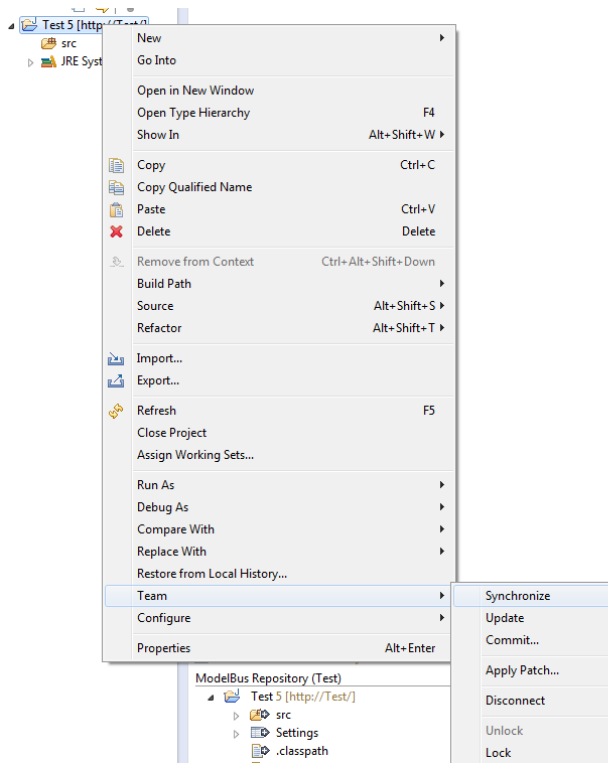 Test 5 [http://Test/]
src
JRE Syst
New
Go Into
Open in New Window
Open Type Hierarchy F4
Show In Alt+Shift+W
Copy Ctrl+C
Copy Qualified Name
Paste Ctrl+V
Delete Delete
Remove from Context Ctrl+Alt+Shift+Down
Build Path
Source Alt+Shift+S
Refactor Alt+Shift+T
Import...
Export...
Refresh F5
Close Project
Assign Working Sets...
Run As
Debug As
Compare With
Replace With
Restore from Local History...
Team
Configure
Properties Alt+Enter
Synchronize
Update
Commit...
Apply Patch...
Disconnect
Unlock
Lock
ModelBus Repository (Test)
Test 5 [http://Test/]
src
Settings
.classpath